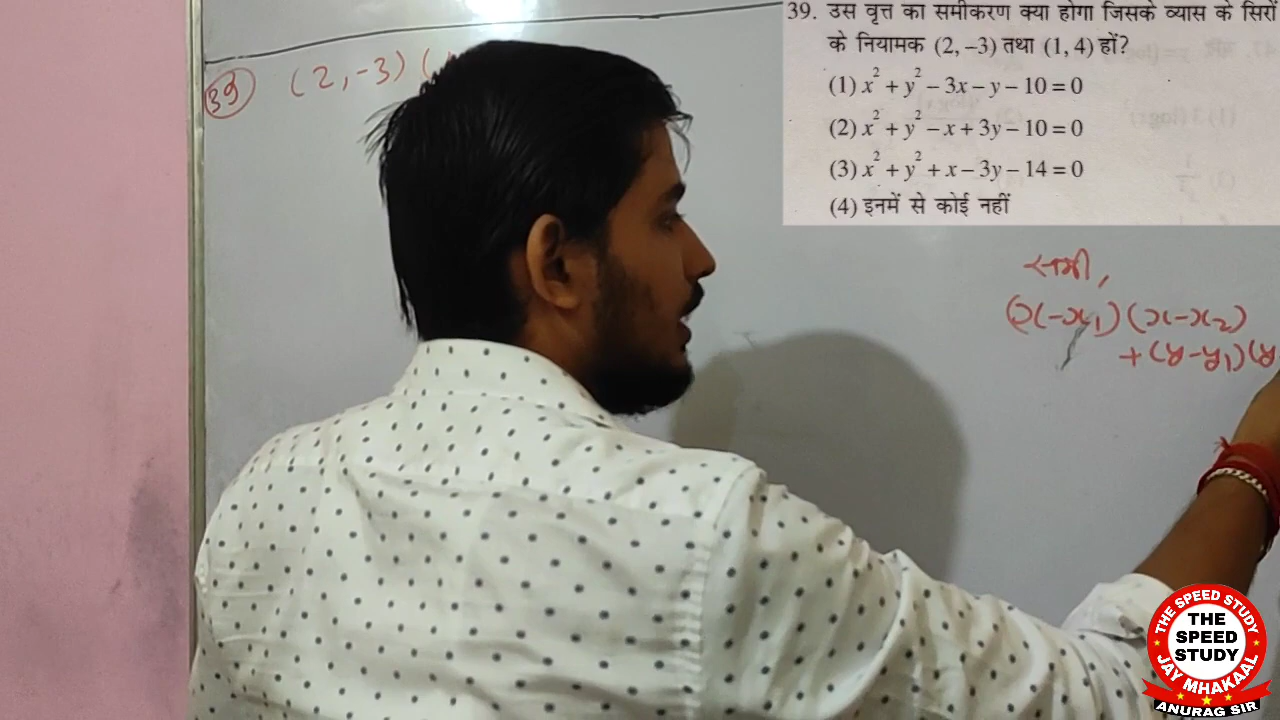 39. उस वृत्त का समीकरण क्या होगा जिसके व्यास के सिरों
के नियामक (2, –3) तथा (1, 4) हों?
(1) x² + y² – 3x – y – 10 = 0
(2) x² + y² – x + 3y – 10 = 0
(3) x² + y² + x – 3y – 14 = 0
(4) इनमें से कोई नहीं
39 (2, -3) (
समी,
(x-x₁) (x-x₂)
+ (y-y₁) (y
THE SPEED STUDY
THE
SPEED
STUDY
JAY MHAKAAL
ANURAG SIR